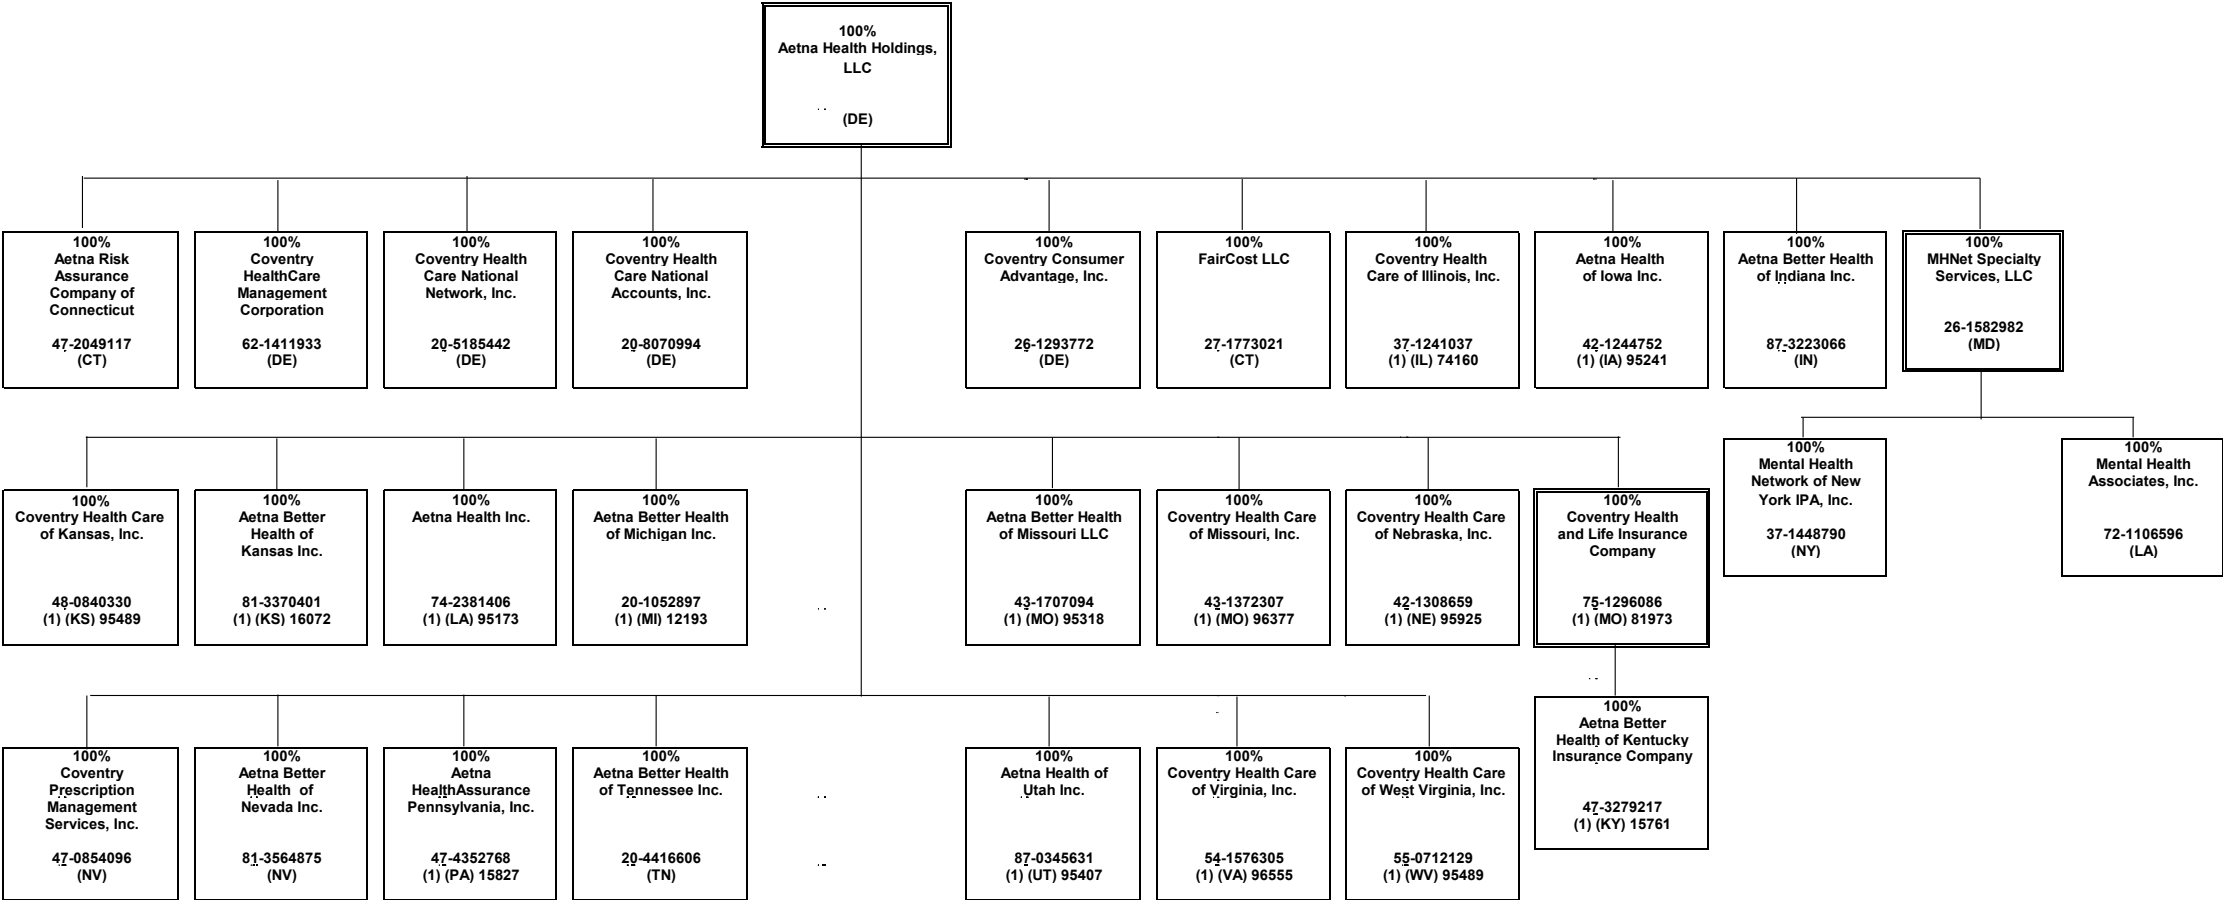 100%
Aetna Health Holdings,
LLC
(DE)
100%
Aetna Risk
Assurance
Company of
Connecticut
47-2049117
(CT)
100%
Coventry
HealthCare
Management
Corporation
62-1411933
(DE)
100%
Coventry Health
Care National
Network, Inc.
20-5185442
(DE)
100%
Coventry Health
Care National
Accounts, Inc.
20-8070994
(DE)
100%
Coventry Consumer
Advantage, Inc.
26-1293772
(DE)
100%
FairCost LLC
27-1773021
(CT)
100%
Coventry Health
Care of Illinois, Inc.
37-1241037
(1) (IL) 74160
100%
Aetna Health
of Iowa Inc.
42-1244752
(1) (IA) 95241
100%
Aetna Better Health
of Indiana Inc.
87-3223066
(IN)
100%
MHNet Specialty
Services, LLC
26-1582982
(MD)
100%
Mental Health
Network of New
York IPA, Inc.
37-1448790
(NY)
100%
Mental Health
Associates, Inc.
72-1106596
(LA)
100%
Coventry Health Care
of Kansas, Inc.
48-0840330
(1) (KS) 95489
100%
Aetna Better
Health of
Kansas Inc.
81-3370401
(1) (KS) 16072
100%
Aetna Health Inc.
74-2381406
(1) (LA) 95173
100%
Aetna Better Health
of Michigan Inc.
20-1052897
(1) (MI) 12193
100%
Aetna Better Health
of Missouri LLC
43-1707094
(1) (MO) 95318
100%
Coventry Health Care
of Missouri, Inc.
43-1372307
(1) (MO) 96377
100%
Coventry Health Care
of Nebraska, Inc.
42-1308659
(1) (NE) 95925
100%
Coventry Health
and Life Insurance
Company
75-1296086
(1) (MO) 81973
100%
Aetna Better
Health of Kentucky
Insurance Company
47-3279217
(1) (KY) 15761
100%
Coventry
Prescription
Management
Services, Inc.
47-0854096
(NV)
100%
Aetna Better
Health of
Nevada Inc.
81-3564875
(NV)
100%
Aetna
HealthAssurance
Pennsylvania, Inc.
47-4352768
(1) (PA) 15827
100%
Aetna Better Health
of Tennessee Inc.
20-4416606
(TN)
100%
Aetna Health of
Utah Inc.
87-0345631
(1) (UT) 95407
100%
Coventry Health Care
of Virginia, Inc.
54-1576305
(1) (VA) 96555
100%
Coventry Health Care
of West Virginia, Inc.
55-0712129
(1) (WV) 95489